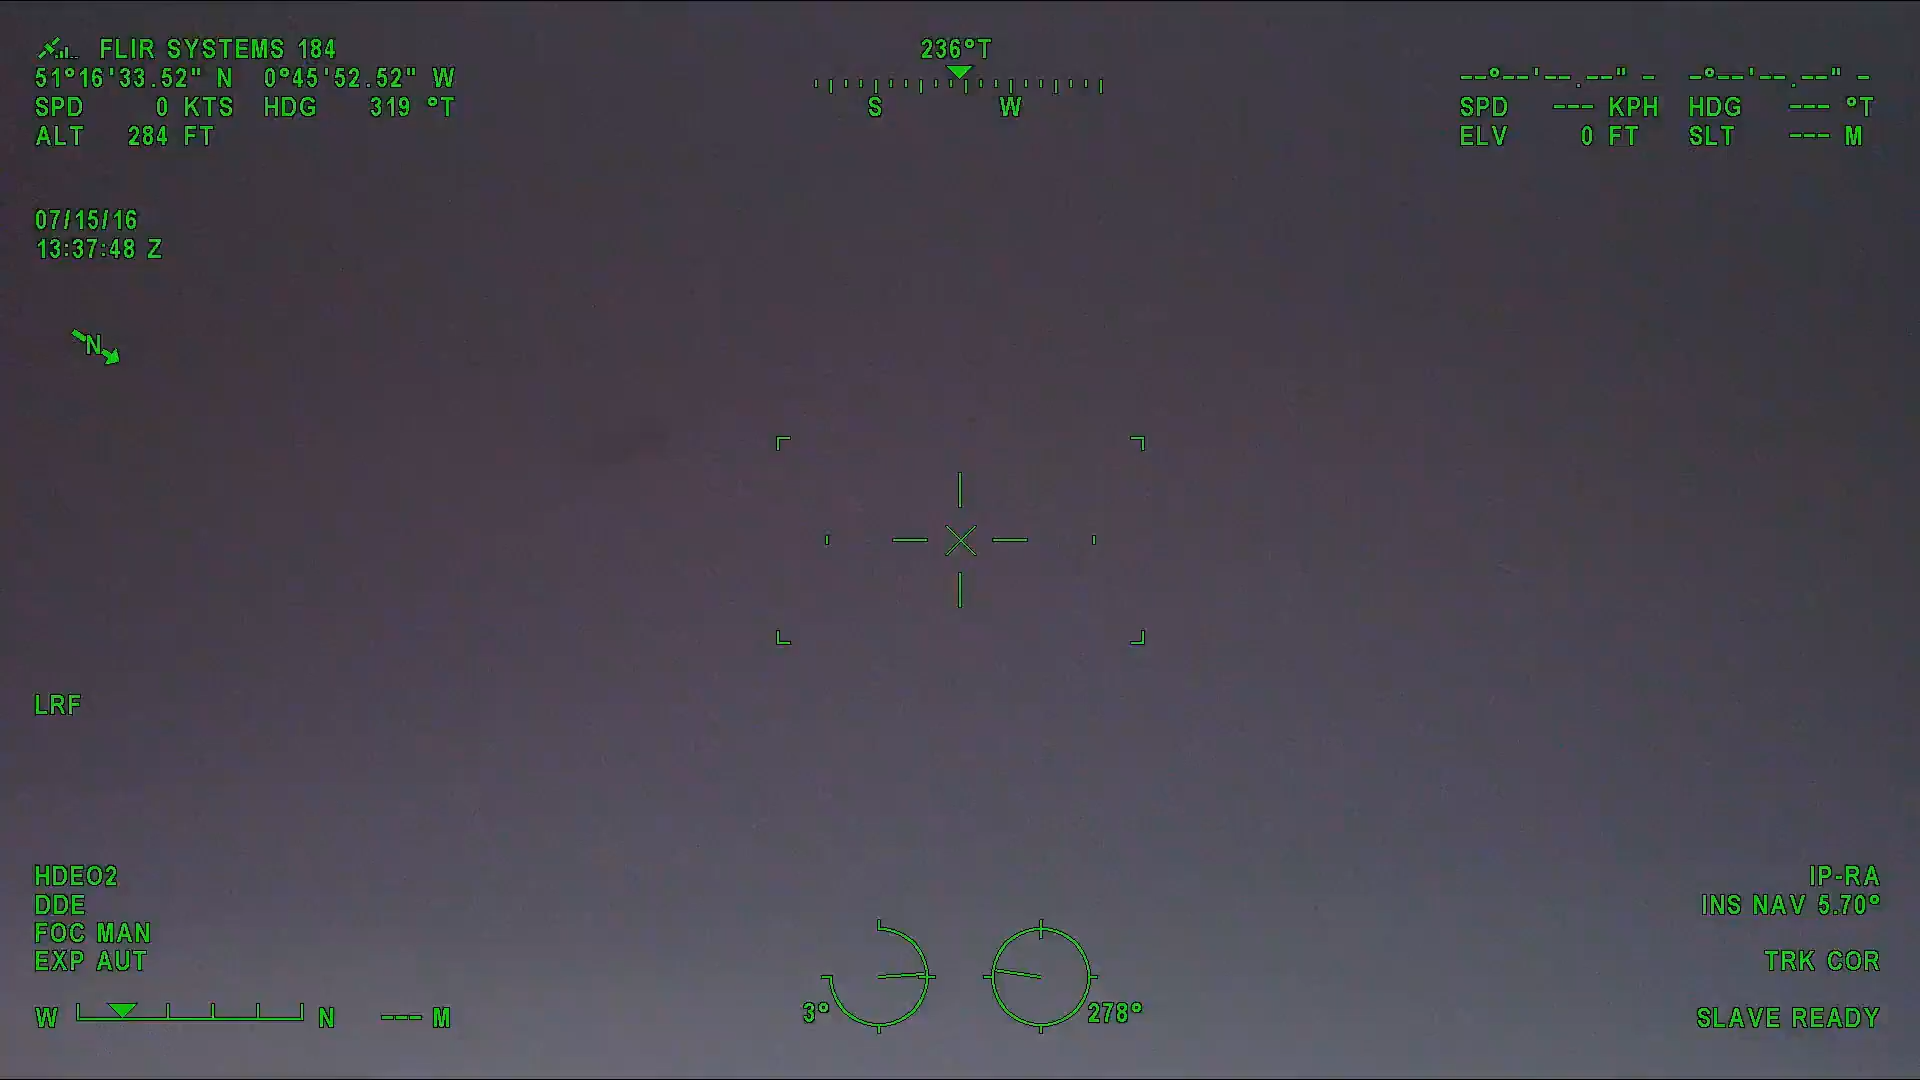 FLIR SYSTEMS 184
51°16'33.52" N 0°45'52.52" W
SPD 0 KTS HDG 319 °T
ALT 284 FT
236°T
S W
--°--'--.--" - -°--'--.--" -
SPD --- KPH HDG --- °T
ELV 0 FT SLT --- M
07/15/16
13:37:48 Z
N
LRF
HDEO2
DDE
FOC MAN
EXP AUT
W N --- M
3° 278°
IP-RA
INS NAV 5.70°
TRK COR
SLAVE READY